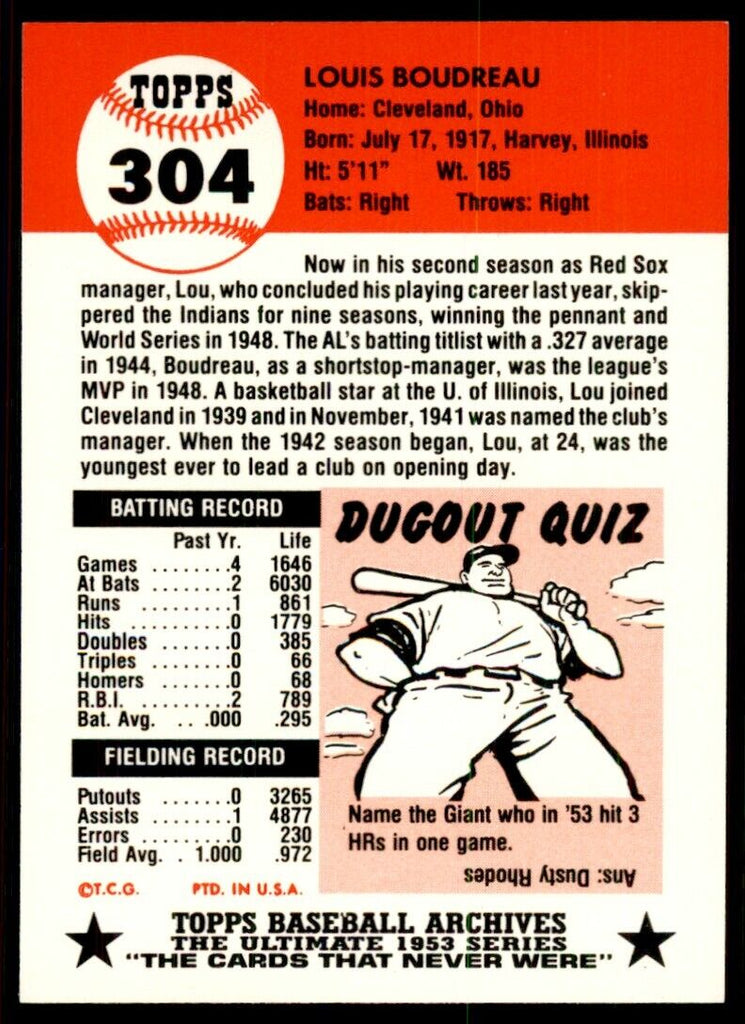 TOPPS
304
LOUIS BOUDREAU
Home: Cleveland, Ohio
Born: July 17, 1917, Harvey, Illinois
Ht: 5'11" Wt. 185
Bats: Right Throws: Right
Now in his second season as Red Sox
manager, Lou, who concluded his playing career last year, skip-
pered the Indians for nine seasons, winning the pennant and
World Series in 1948. The AL's batting titlist with a .327 average
in 1944, Boudreau, as a shortstop-manager, was the league's
MVP in 1948. A basketball star at the U. of Illinois, Lou joined
Cleveland in 1939 and in November, 1941 was named the club's
manager. When the 1942 season began, Lou, at 24, was the
youngest ever to lead a club on opening day.
BATTING RECORD
Past Yr. Life
Games ........4 1646
At Bats ........2 6030
Runs .........1 861
Hits .........0 1779
Doubles .......0 385
Triples ........0 66
Homers .......0 68
R.B.I. .........2 789
Bat. Avg. . . .000 .295
FIELDING RECORD
Putouts .......0 3265
Assists ........1 4877
Errors .........0 230
Field Avg. . 1.000 .972
©T.C.G. PTD. IN U.S.A.
DUGOUT QUIZ
Name the Giant who in '53 hit 3
HRs in one game.
Ans: Dusty Rhodes
TOPPS BASEBALL ARCHIVES
THE ULTIMATE 1953 SERIES
"THE CARDS THAT NEVER WERE"